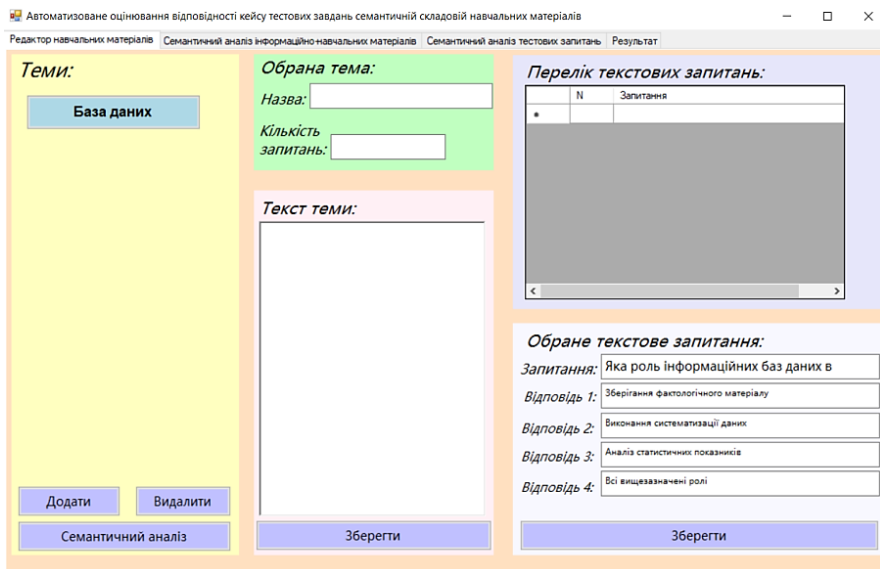 Автоматизоване оцінювання відповідності кейсу тестових завдань семантичній складовій навчальних матеріалів
Редактор навчальних матеріалів Семантичний аналіз інформаційно-навчальних матеріалів Семантичний аналіз тестових запитань Результат
Теми:
База даних
Додати Видалити
Семантичний аналіз
Обрана тема:
Назва:
Кількість
запитань:
Текст теми:
Зберегти
Перелік текстових запитань:
N Запитання
Обране текстове запитання:
Запитання: Яка роль інформаційних баз даних в
Відповідь 1: Зберігання фактологічного матеріалу
Відповідь 2: Виконання систематизації даних
Відповідь 3: Аналіз статистичних показників
Відповідь 4: Всі вищезазначені ролі
Зберегти